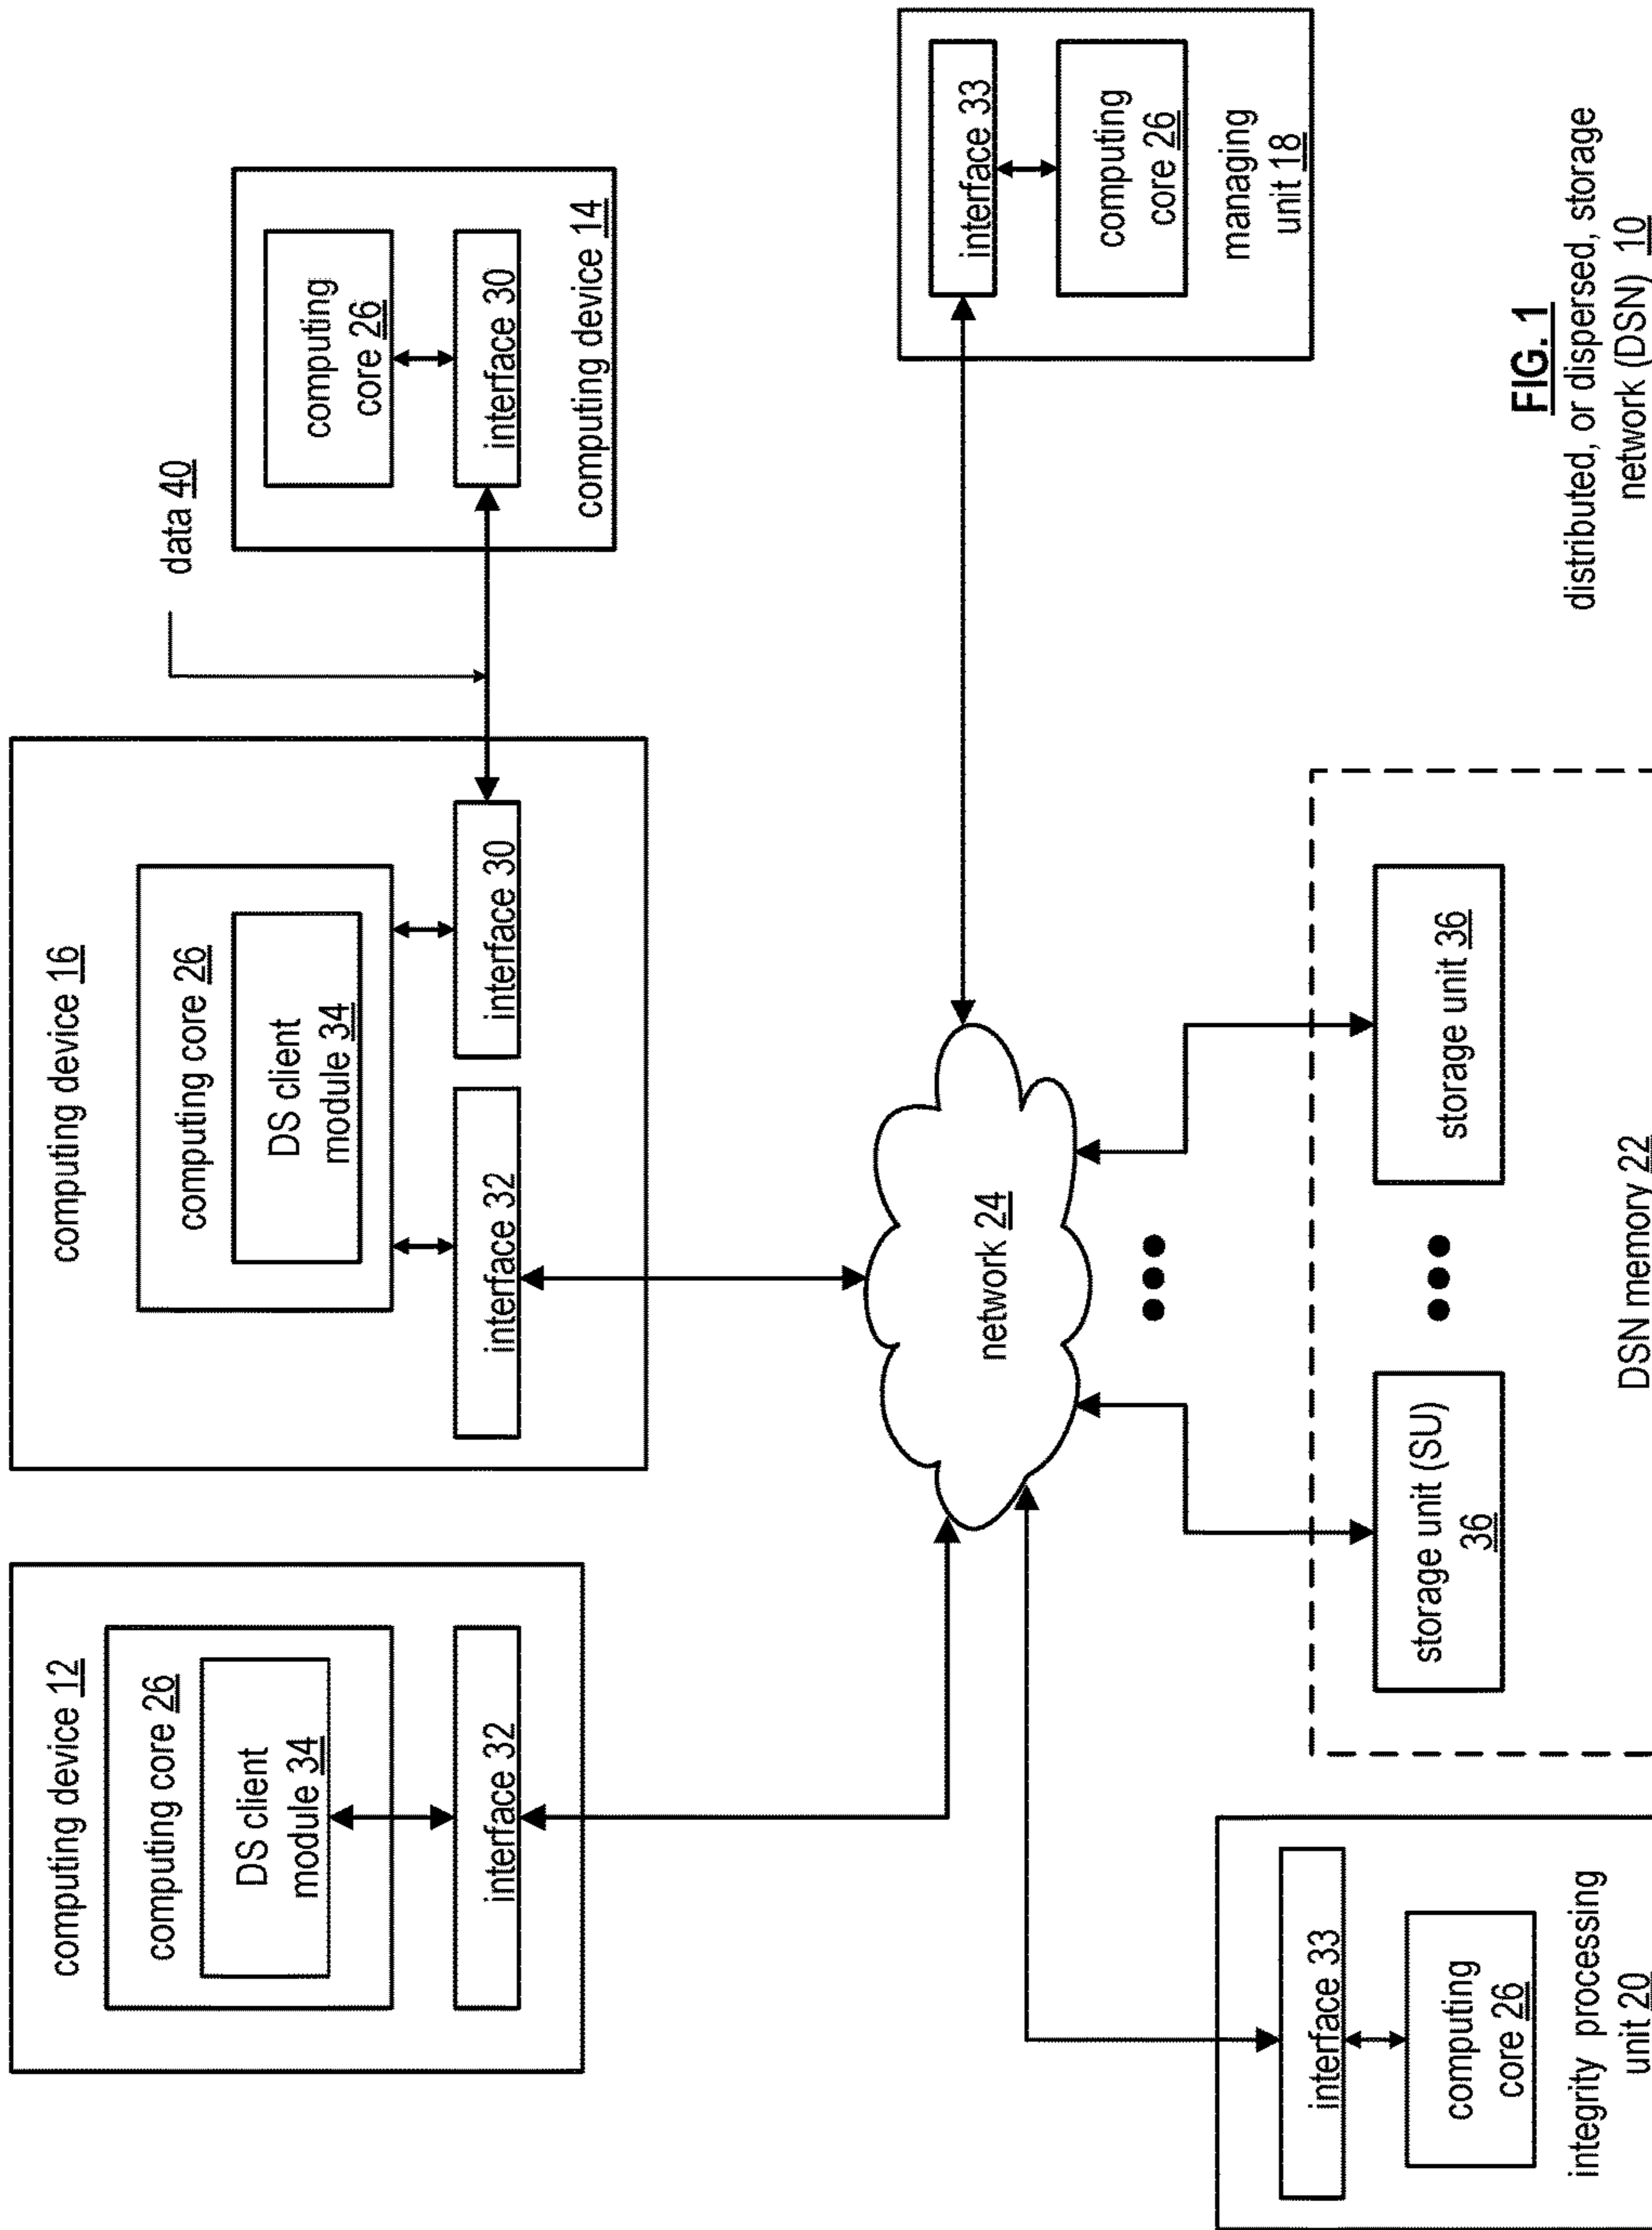 computing device 12
computing core 26
DS client
module 34
interface 32
computing device 16
computing core 26
DS client
module 34
interface 32
interface 30
data 40
computing
core 26
interface 30
computing device 14
network 24
interface 33
computing
core 26
managing
unit 18
interface 33
computing
core 26
integrity processing
unit 20
storage unit (SU)
36
storage unit 36
DSN memory 22
FIG. 1
distributed, or dispersed, storage
network (DSN) 10